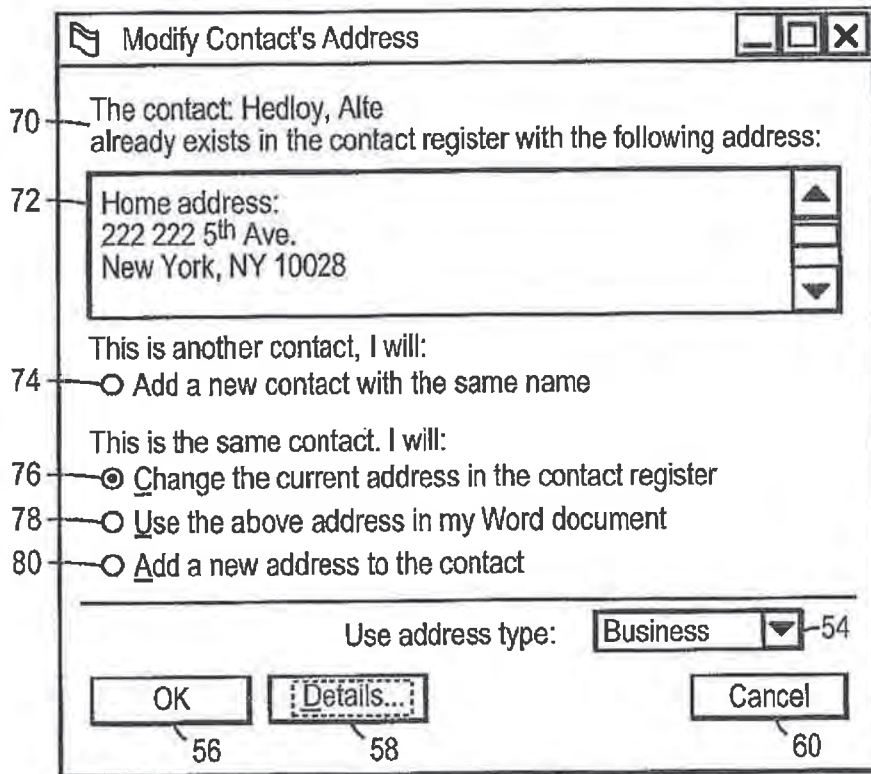 Modify Contact's Address
70
The contact: Hedloy, Alte
already exists in the contact register with the following address:
72
Home address:
222 222 5th Ave.
New York, NY 10028
This is another contact, I will:
74
Add a new contact with the same name
This is the same contact. I will:
76
Change the current address in the contact register
78
Use the above address in my Word document
80
Add a new address to the contact
Use address type: Business 54
OK Details... Cancel
56 58 60